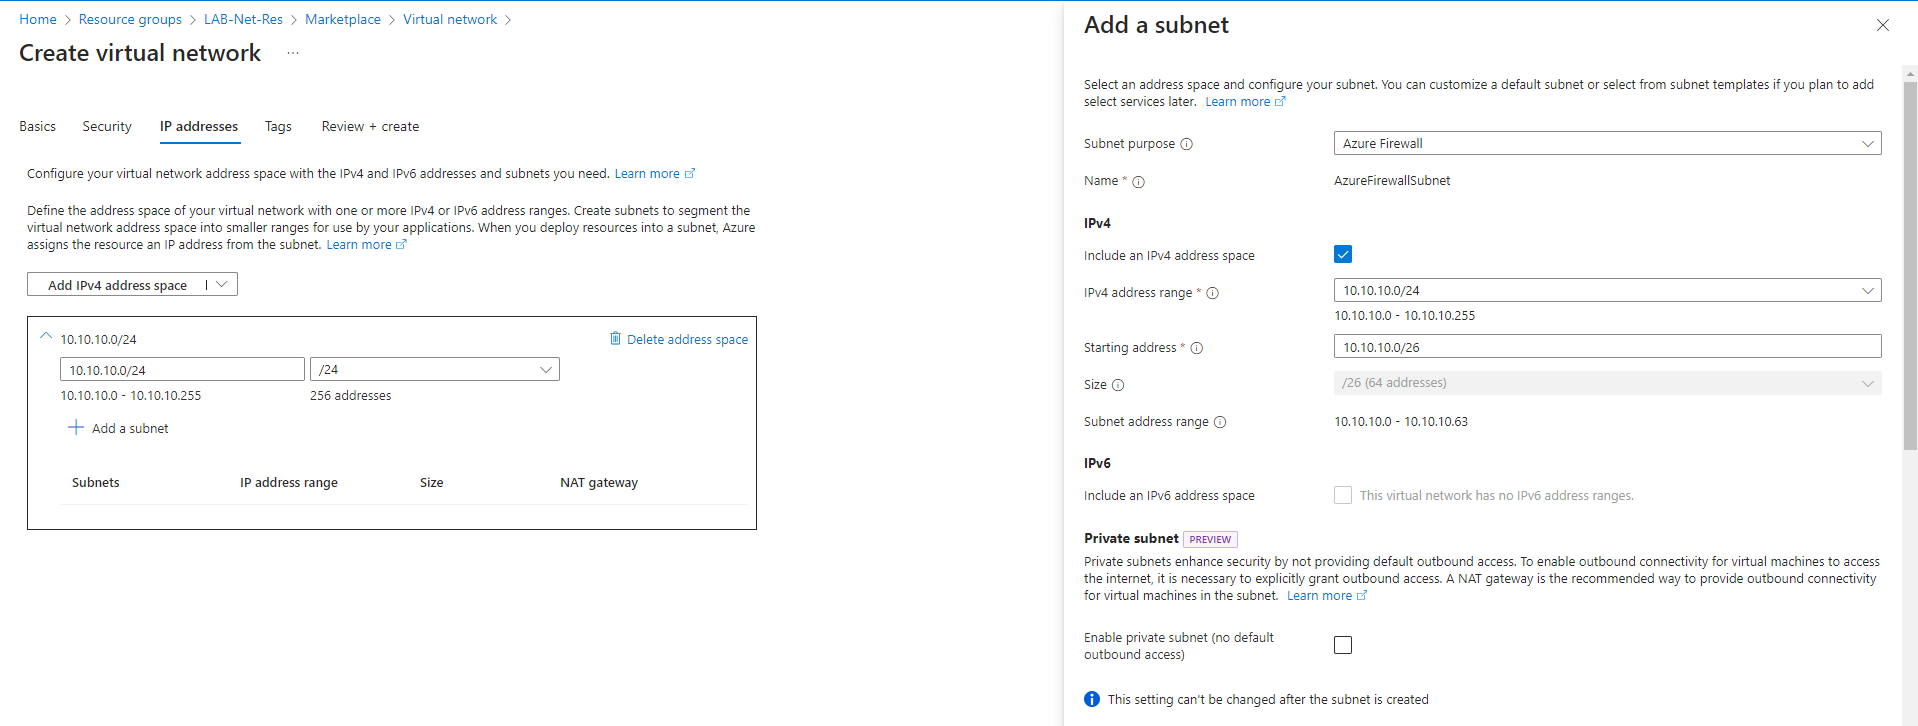 Home > Resource groups > LAB-Net-Res > Marketplace > Virtual network >
Create virtual network ...
Basics Security IP addresses Tags Review + create
Configure your virtual network address space with the IPv4 and IPv6 addresses and subnets you need. Learn more
Define the address space of your virtual network with one or more IPv4 or IPv6 address ranges. Create subnets to segment the
virtual network address space into smaller ranges for use by your applications. When you deploy resources into a subnet, Azure
assigns the resource an IP address from the subnet. Learn more
Add IPv4 address space |
10.10.10.0/24 Delete address space
10.10.10.0/24 /24
10.10.10.0 - 10.10.10.255 256 addresses
Add a subnet
Subnets IP address range Size NAT gateway
Add a subnet
Select an address space and configure your subnet. You can customize a default subnet or select from subnet templates if you plan to add
select services later. Learn more
Subnet purpose Azure Firewall
Name * AzureFirewallSubnet
IPv4
Include an IPv4 address space
IPv4 address range * 10.10.10.0/24
10.10.10.0 - 10.10.10.255
Starting address * 10.10.10.0/26
Size /26 (64 addresses)
Subnet address range 10.10.10.0 - 10.10.10.63
IPv6
Include an IPv6 address space This virtual network has no IPv6 address ranges.
Private subnet PREVIEW
Private subnets enhance security by not providing default outbound access. To enable outbound connectivity for virtual machines to access
the internet, it is necessary to explicitly grant outbound access. A NAT gateway is the recommended way to provide outbound connectivity
for virtual machines in the subnet. Learn more
Enable private subnet (no default
outbound access)
This setting can't be changed after the subnet is created